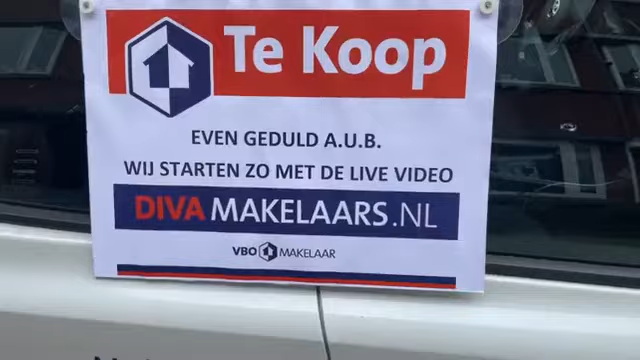 Te Koop
EVEN GEDULD A.U.B.
WIJ STARTEN ZO MET DE LIVE VIDEO
DIVA MAKELAARS.NL
VBO MAKELAAR